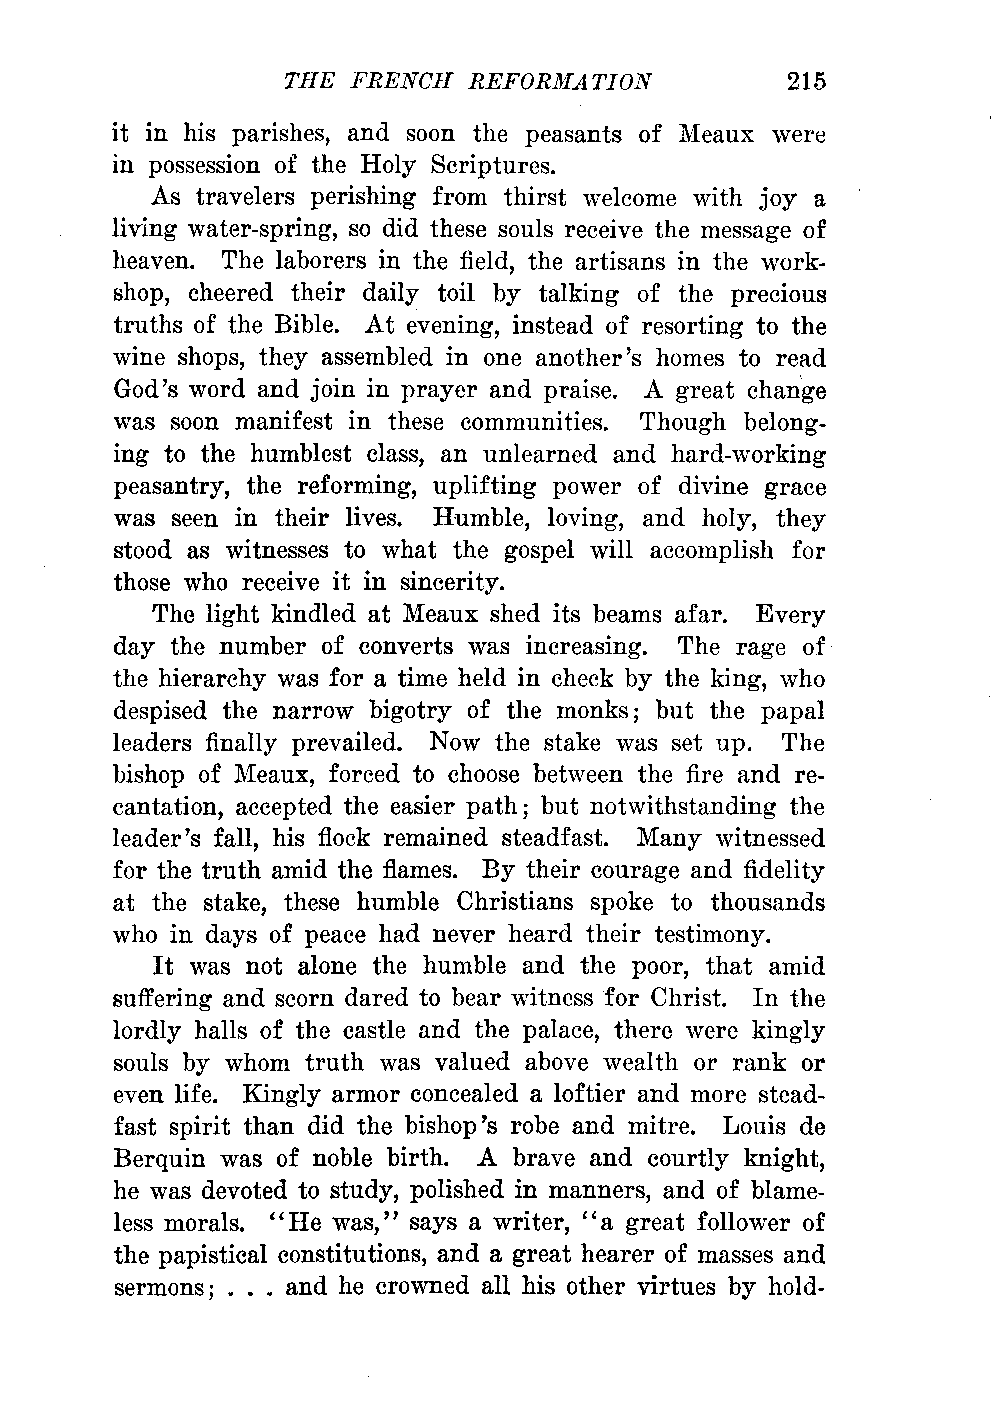 THE FRENCH REFORMATION 215
it in his parishes, and soon the peasants of Meaux were
in possession of the Holy Scriptures.
As travelers perishing from thirst welcome with joy a
living water-spring, so did these souls receive the message of
heaven. The laborers in the field, the artisans in the work-
shop, cheered their daily toil by talking of the precious
truths of the Bible. At evening, instead of resorting to the
wine shops, they assembled in one another's homes to read
God's word and join in prayer and praise. A great change
was soon manifest in these communities. Though belong-
ing to the humblest class, an unlearned and hard-working
peasantry, the reforming, uplifting power of divine grace
was seen in their lives. Humble, loving, and holy, they
stood as witnesses to what the gospel will accomplish for
those who receive it in sincerity.
The light kindled at Meaux shed its beams afar. Every
day the number of converts was increasing. The rage of
the hierarchy was for a time held in check by the king, who
despised the narrow bigotry of the monks; but the papal
leaders finally prevailed. Now the stake was set up. The
bishop of Meaux, forced to choose between the fire and re-
cantation, accepted the easier path; but notwithstanding the
leader's fall, his flock remained steadfast. Many witnessed
for the truth amid the flames. By their courage and fidelity
at the stake, these humble Christians spoke to thousands
who in days of peace had never heard their testimony.
It was not alone the humble and the poor, that amid
suffering and scorn dared to bear witness for Christ. In the
lordly halls of the castle and the palace, there were kingly
souls by whom truth was valued above wealth or rank or
even life. Kingly armor concealed a loftier and more stead-
fast spirit than did the bishop's robe and mitre. Louis de
Berquin was of noble birth. A brave and courtly knight,
he was devoted to study, polished in manners, and of blame-
less morals. "He was," says a writer, "a great follower of
the papistical constitutions, and a great hearer of masses and
sermons; . . . and he crowned all his other virtues by hold-